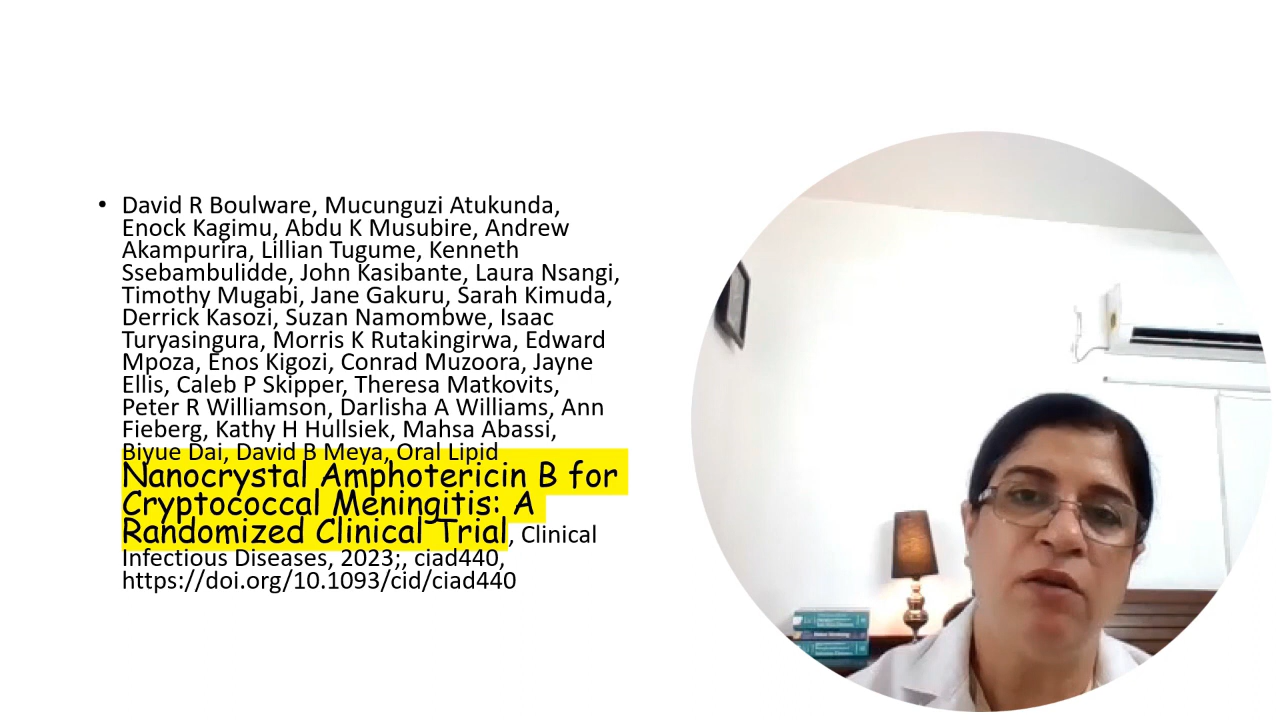 • David R Boulware, Mucunguzi Atukunda,
Enock Kagimu, Abdu K Musubire, Andrew
Akampurira, Lillian Tugume, Kenneth
Ssebambulidde, John Kasibante, Laura Nsangi,
Timothy Mugabi, Jane Gakuru, Sarah Kimuda,
Derrick Kasozi, Suzan Namombwe, Isaac
Turyasingura, Morris K Rutakingirwa, Edward
Mpoza, Enos Kigozi, Conrad Muzoora, Jayne
Ellis, Caleb P Skipper, Theresa Matkovits,
Peter R Williamson, Darlisha A Williams, Ann
Fieberg, Kathy H Hullsiek, Mahsa Abassi,
Biyue Dai, David B Meya, Oral Lipid
Nanocrystal Amphotericin B for
Cryptococcal Meningitis: A
Randomized Clinical Trial, Clinical
Infectious Diseases, 2023;, ciad440,
https://doi.org/10.1093/cid/ciad440